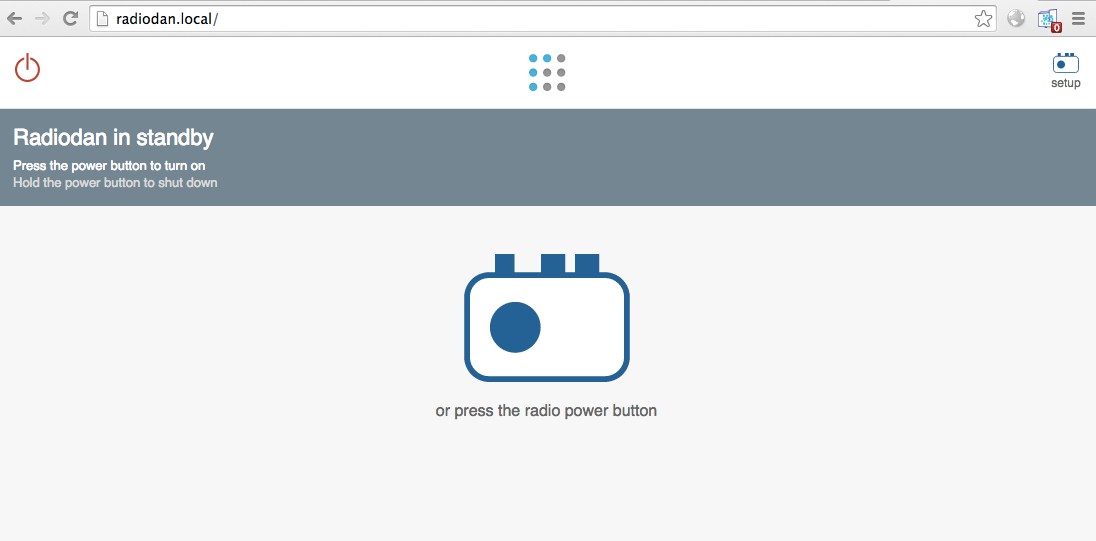 radiodan.local/
0
setup
Radiodan in standby
Press the power button to turn on
Hold the power button to shut down
or press the radio power button